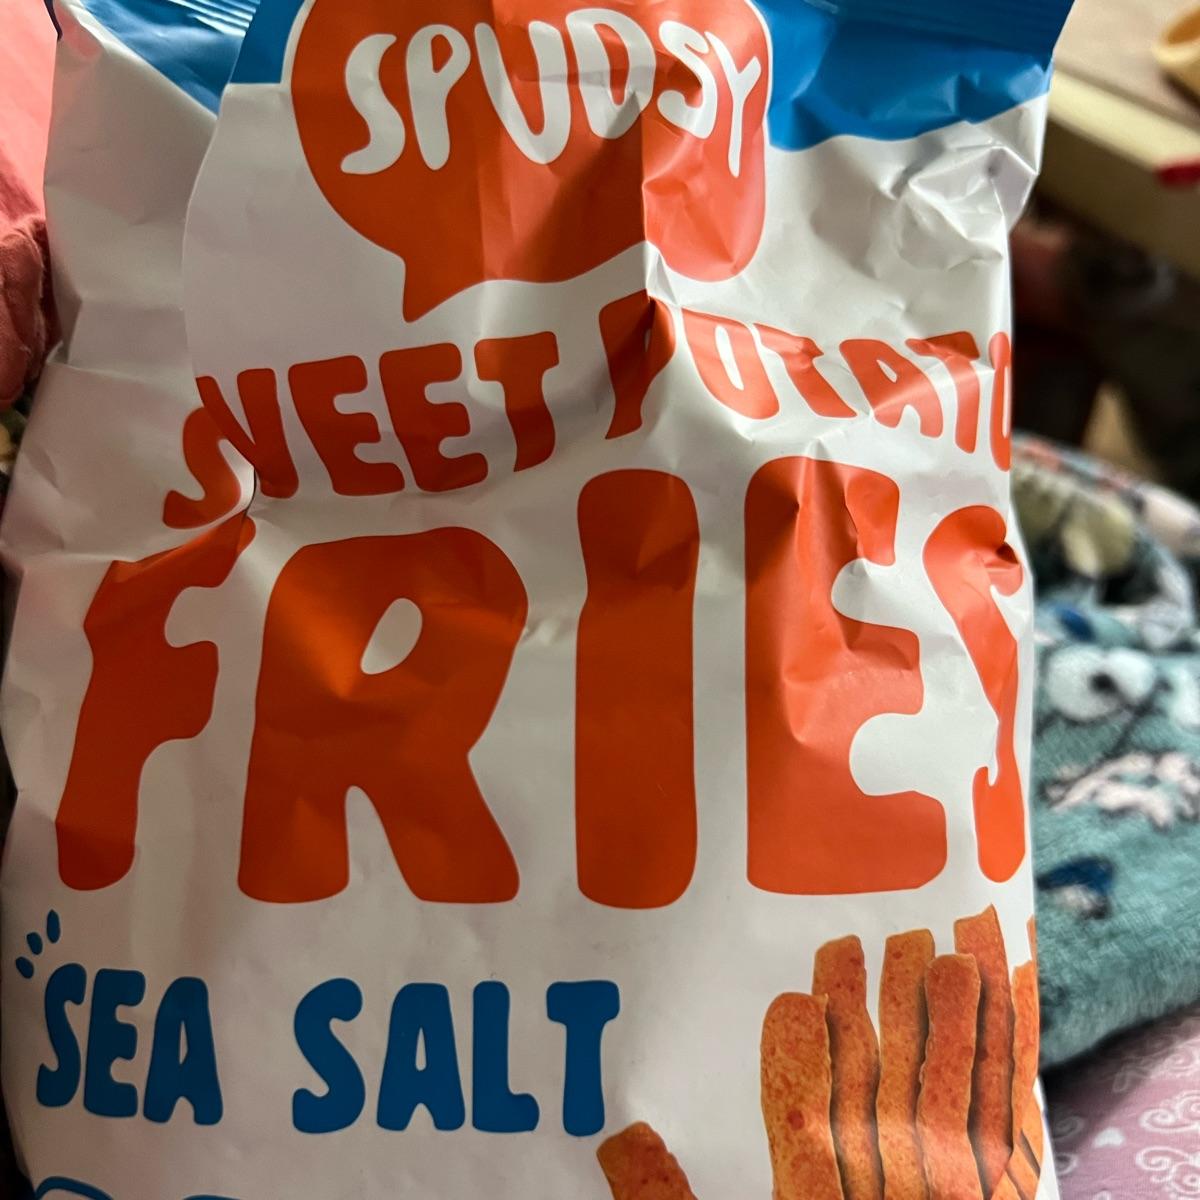 SPUDSY
SWEET POTATO
FRIES
SEA SALT